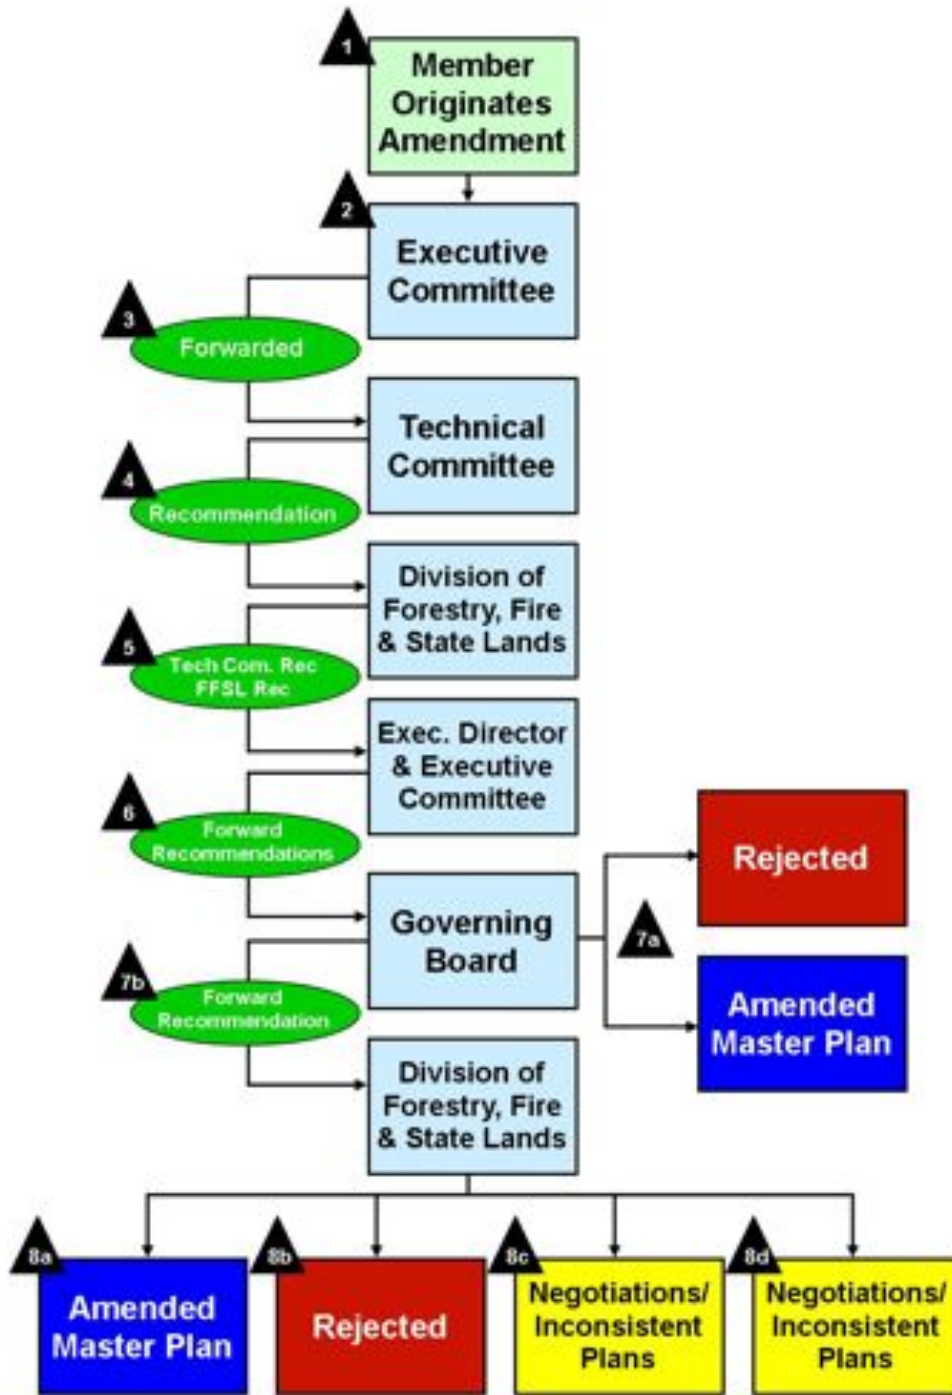 1
Member
Originates
Amendment
2
Executive
Committee
3
Forwarded
Technical
Committee
4
Recommendation
Division of
Forestry, Fire
& State Lands
5
Tech Com. Rec
FFSL Rec
Exec. Director
& Executive
Committee
6
Forward
Recommendations
Rejected
Governing
Board
7a
7b
Forward
Recommendation
Amended
Master Plan
Division of
Forestry, Fire
& State Lands
8a
Amended
Master Plan
8b
Rejected
8c
Negotiations/
Inconsistent
Plans
8d
Negotiations/
Inconsistent
Plans